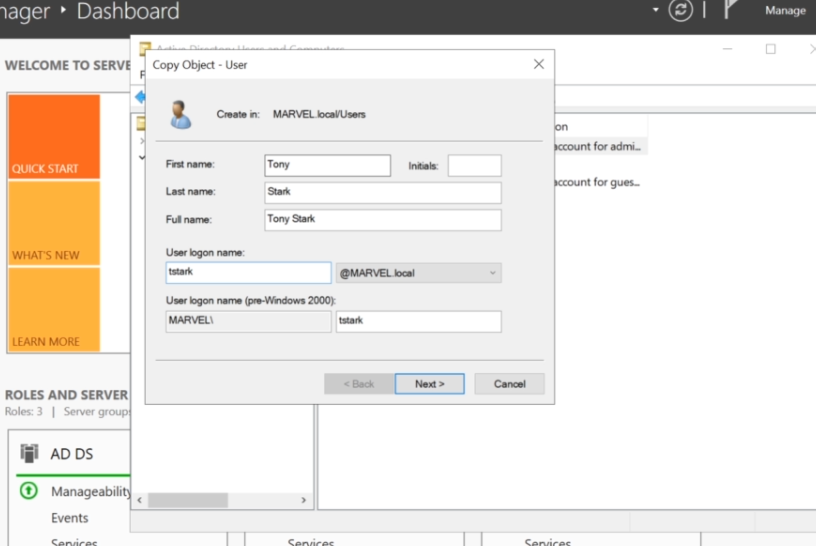 nager ‣ Dashboard
Manage
WELCOME TO SERVE
QUICK START
WHAT'S NEW
LEARN MORE
ROLES AND SERVER
Roles: 3 | Server group
AD DS
Manageability
Events
Services
Services
Services
Active Directory Users and Computers
F
on
account for admi...
account for gues...
Copy Object - User
Create in: MARVEL.local/Users
First name: Tony Initials:
Last name: Stark
Full name: Tony Stark
User logon name:
tstark @MARVEL.local
User logon name (pre-Windows 2000):
MARVEL\ tstark
< Back Next > Cancel